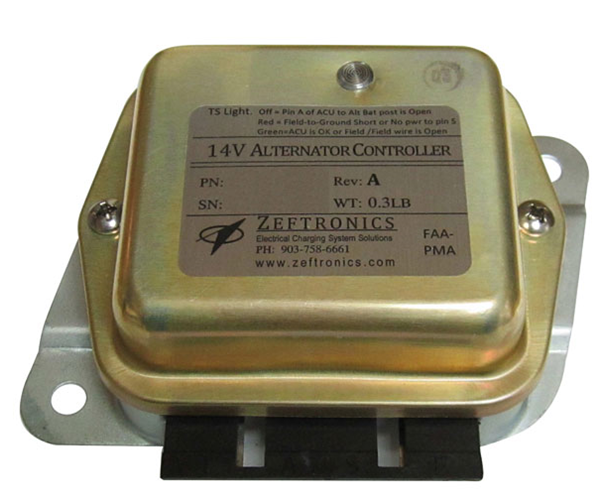 TS Light. Off = Pin A of ACU to Alt Bat post is Open
Red = Field-to-Ground Short or No pwr to pin S
Green=ACU is OK or Field /Field wire is Open
14V ALTERNATOR CONTROLLER
PN: Rev: A
SN: WT: 0.3LB
ZEFTRONICS
Electrical Charging System Solutions
PH: 903-758-6661
www.zeftronics.com
FAA-
PMA